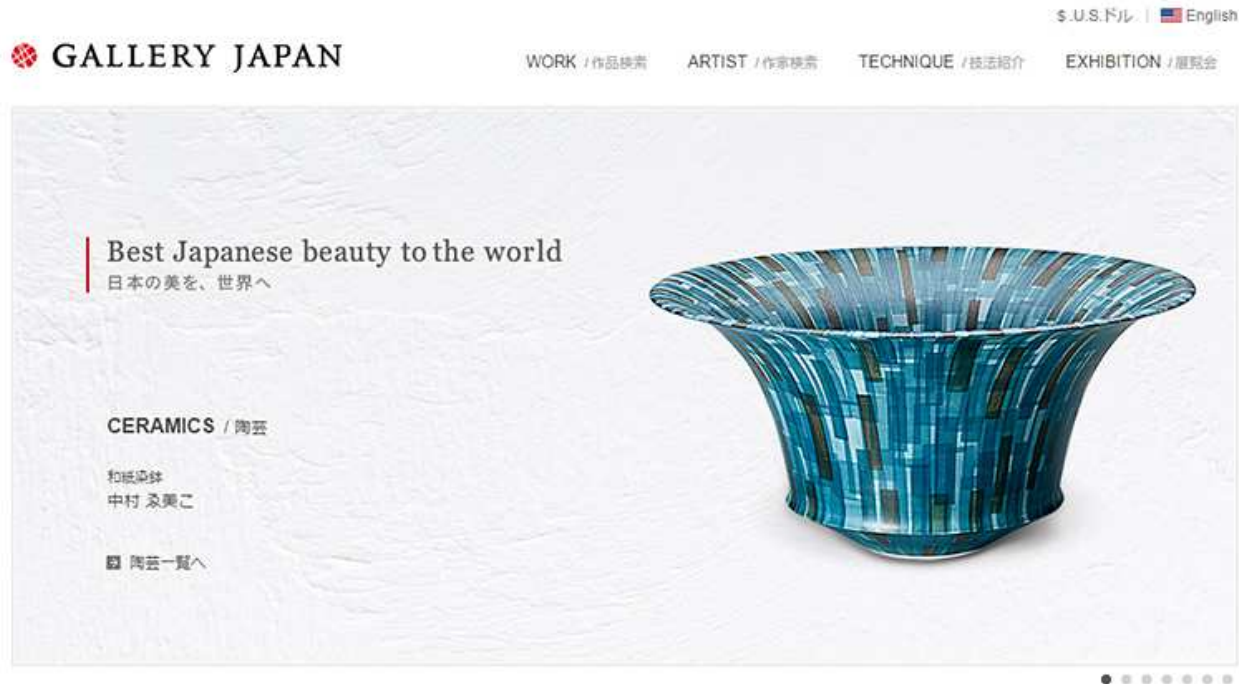 $ .U.S.ドル | English
GALLERY JAPAN
WORK / 作品検索 ARTIST / 作家検索 TECHNIQUE / 技法紹介 EXHIBITION / 展覧会
Best Japanese beauty to the world
日本の美を、世界へ
CERAMICS / 陶芸
和紙染鉢
中村 ゑ美こ
陶芸一覧へ